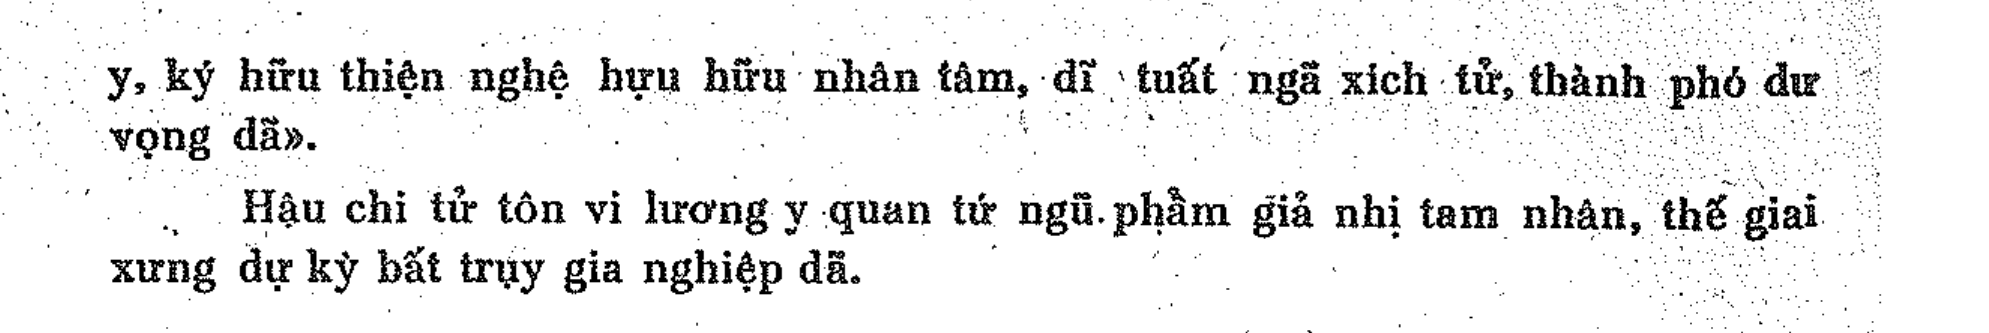 y, ký hữu thiện nghệ hựu hữu nhân tâm, dĩ tuất ngã xích tử, thành phó dư
vọng dã».
Hậu chi tử tôn vi lương y quan tứ ngũ phẩm giả nhị tam nhân, thế giai
xưng dự kỳ bất trụy gia nghiệp dã.